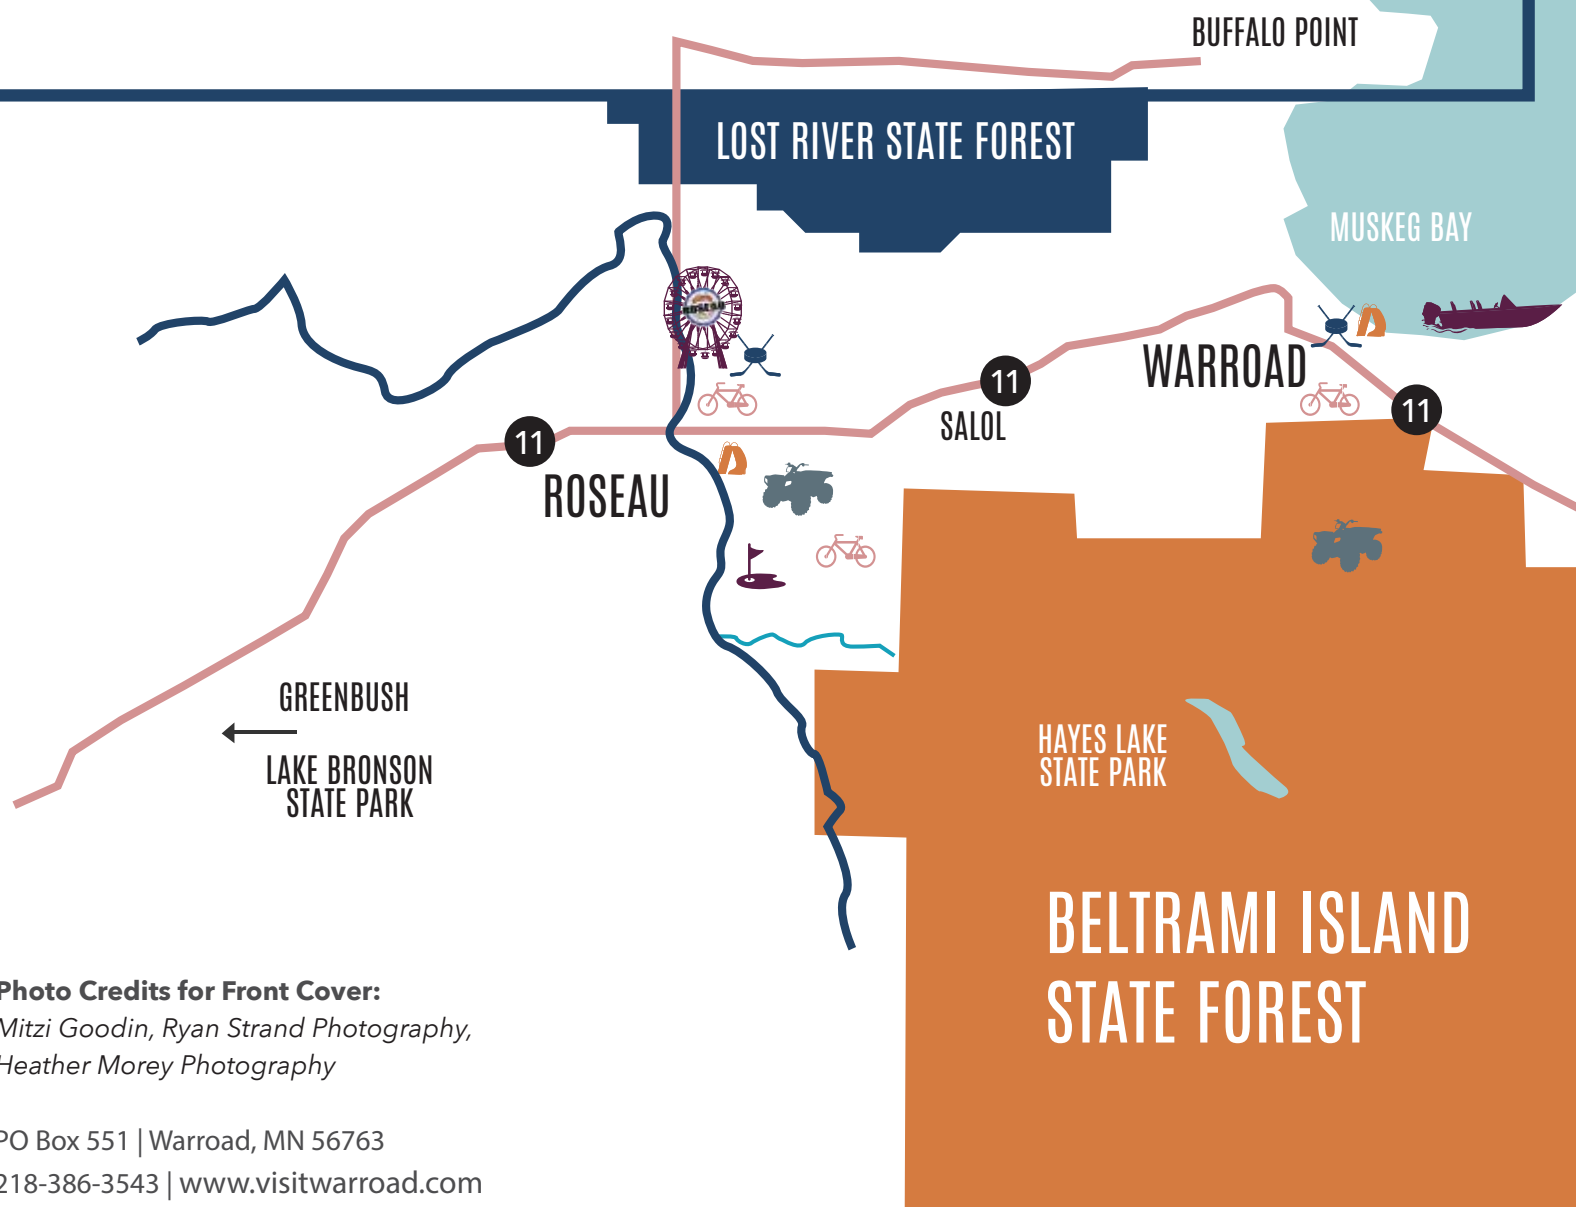 BUFFALO POINT
LOST RIVER STATE FOREST
MUSKEG BAY
ROSEAU
WARROAD
11
SALOL
11
11
ROSEAU
GREENBUSH
LAKE BRONSON
STATE PARK
HAYES LAKE
STATE PARK
BELTRAMI ISLAND
STATE FOREST
Photo Credits for Front Cover:
Mitzi Goodin, Ryan Strand Photography,
Heather Morey Photography
PO Box 551 | Warroad, MN 56763
218-386-3543 | www.visitwarroad.com